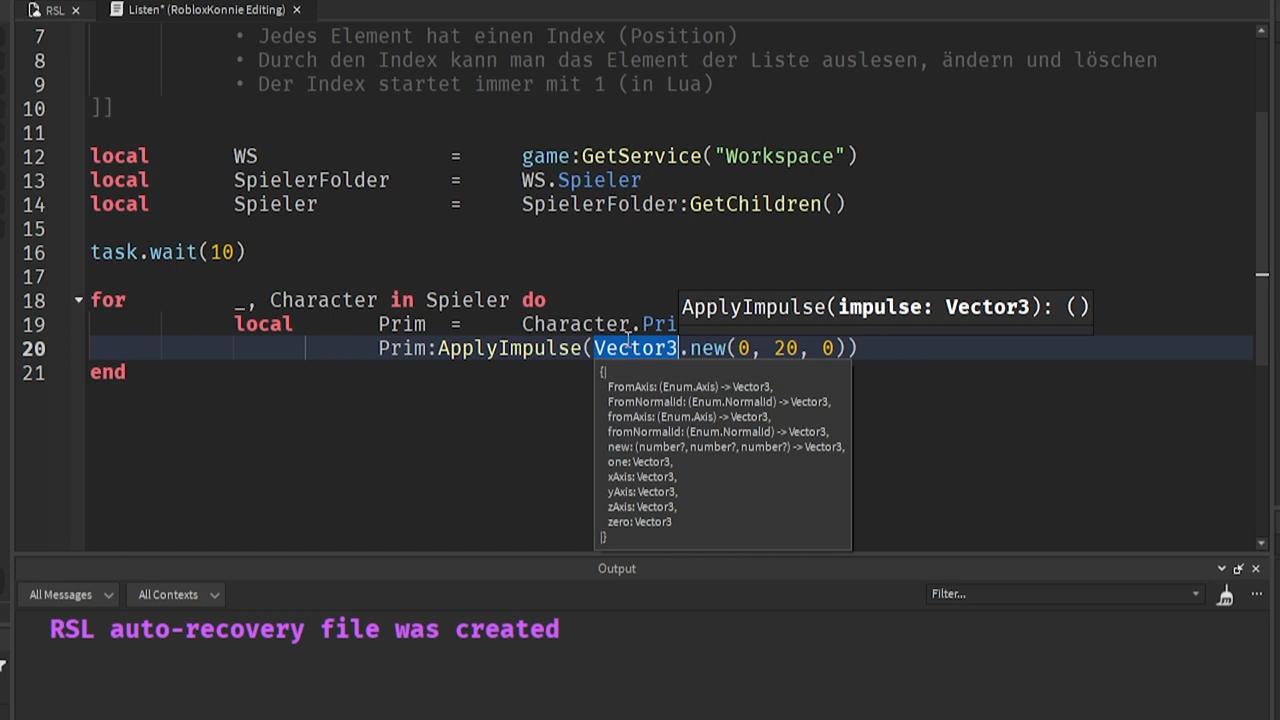 RSL
Listen* (RobloxKonnie Editing)
7 • Jedes Element hat einen Index (Position)
8 • Durch den Index kann man das Element der Liste auslesen, ändern und löschen
9 • Der Index startet immer mit 1 (in Lua)
10 ]]
11
12 local WS = game:GetService("Workspace")
13 local SpielerFolder = WS.Spieler
14 local Spieler = SpielerFolder:GetChildren()
15
16 task.wait(10)
17
18 for _, Character in Spieler do
ApplyImpulse(impulse: Vector3): ()
19 local Prim = Character.Pri
20 Prim:ApplyImpulse(Vector3.new(0, 20, 0))
21 end
{|
FromAxis: (Enum.Axis) -> Vector3,
FromNormalId: (Enum.NormalId) -> Vector3,
fromAxis: (Enum.Axis) -> Vector3,
fromNormalId: (Enum.NormalId) -> Vector3,
new: (number?, number?, number?) -> Vector3,
one: Vector3,
xAxis: Vector3,
yAxis: Vector3,
zAxis: Vector3,
zero: Vector3
|}
Output
All Messages All Contexts Filter...
RSL auto-recovery file was created